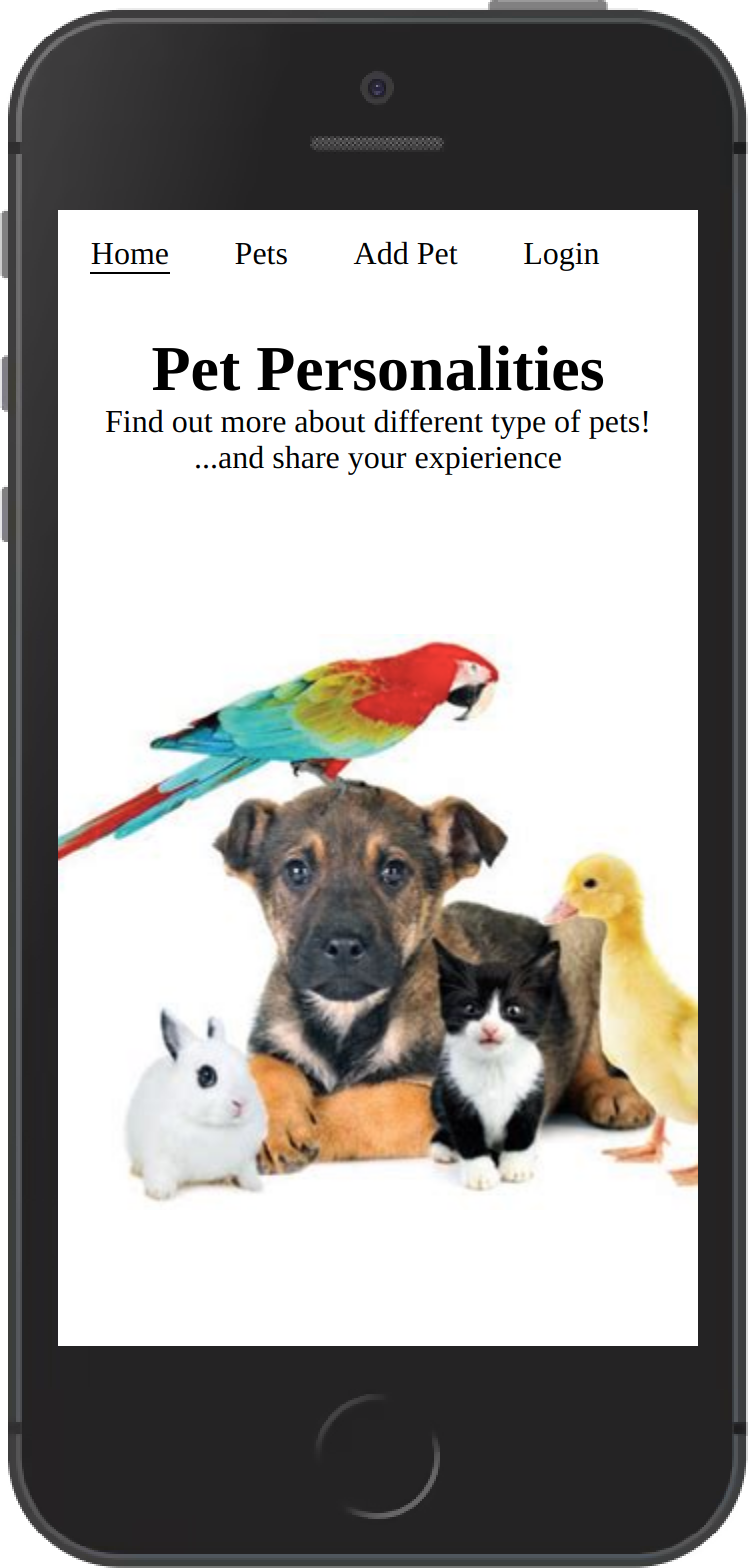 Home Pets Add Pet Login
Pet Personalities
Find out more about different type of pets!
...and share your expierience